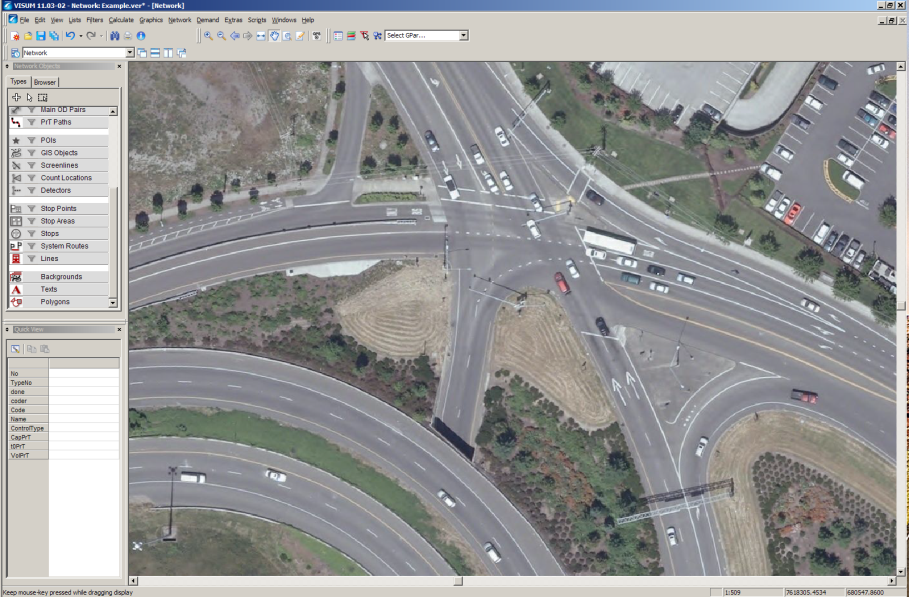 VISUM 11.03-02 - Network: Example.ver* - [Network]
File Edit View Lists Filters Calculate Graphics Network Demand Extras Scripts Windows Help
Select GPar...
Network
Network Objects
Types Browser
Main OD Pairs
PrT Paths
POIs
GIS Objects
Screenlines
Count Locations
Detectors
Stop Points
Stop Areas
Stops
System Routes
Lines
Backgrounds
Texts
Polygons
Quick View
No
TypeNo
done
coder
Code
Name
ControlType
CapPrT
t0PrT
VolPrT
Keep mouse-key pressed while dragging display
1:509 7618305.4534 680547.8600